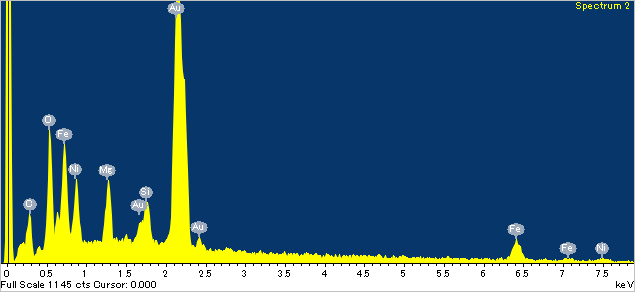 Spectrum 2
Au
O
Fe
Ni
Mg
C
Au
Si
Au
Fe
Fe
Ni
0 0.5 1 1.5 2 2.5 3 3.5 4 4.5 5 5.5 6 6.5 7 7.5
Full Scale 1145 cts Cursor: 0.000 keV